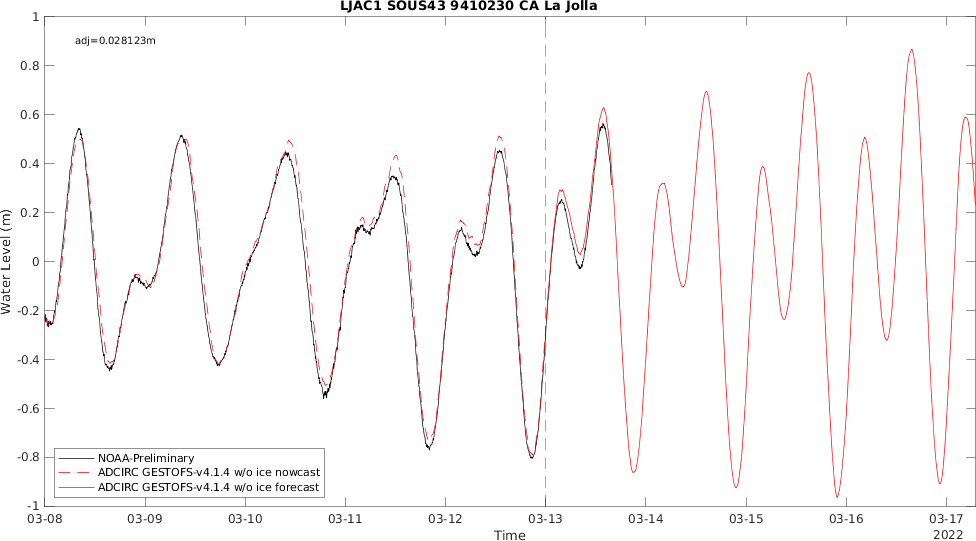 LJAC1 SOUS43 9410230 CA La Jolla
adj=0.028123m
1
0.8
0.6
0.4
0.2
0
-0.2
-0.4
-0.6
-0.8
-1
Water Level (m)
NOAA-Preliminary
ADCIRC GESTOFS-v4.1.4 w/o ice nowcast
ADCIRC GESTOFS-v4.1.4 w/o ice forecast
03-08 03-09 03-10 03-11 03-12 03-13 03-14 03-15 03-16 03-17
Time
2022